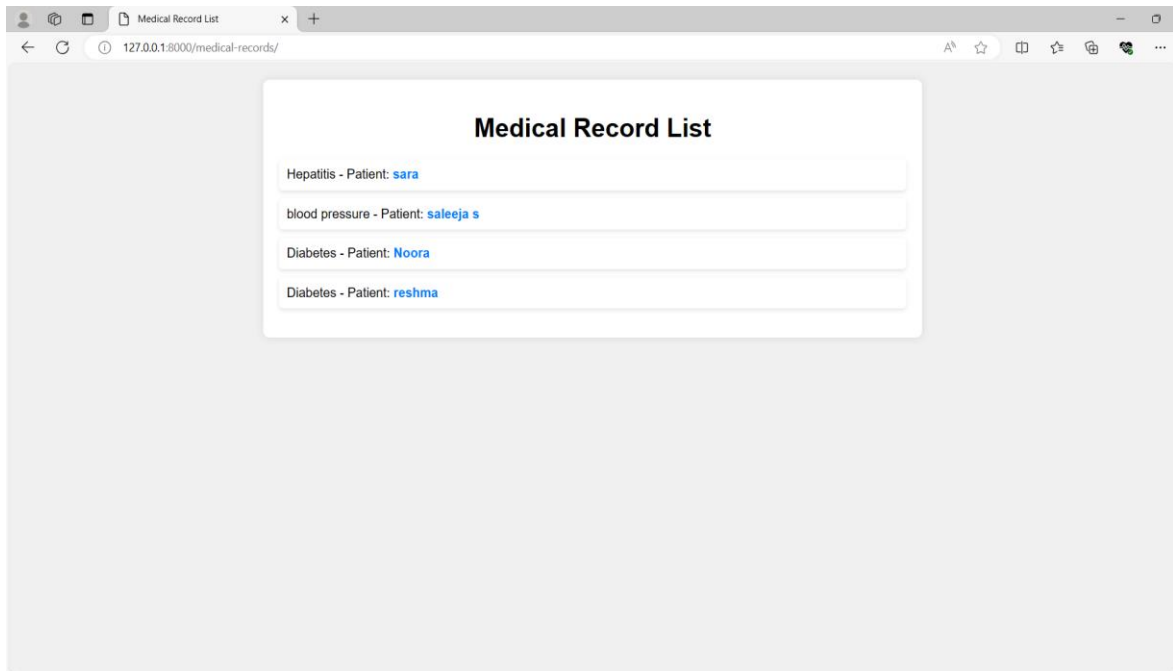 Medical Record List
127.0.0.1:8000/medical-records/
Medical Record List
Hepatitis - Patient: sara
blood pressure - Patient: saleeja s
Diabetes - Patient: Noora
Diabetes - Patient: reshma